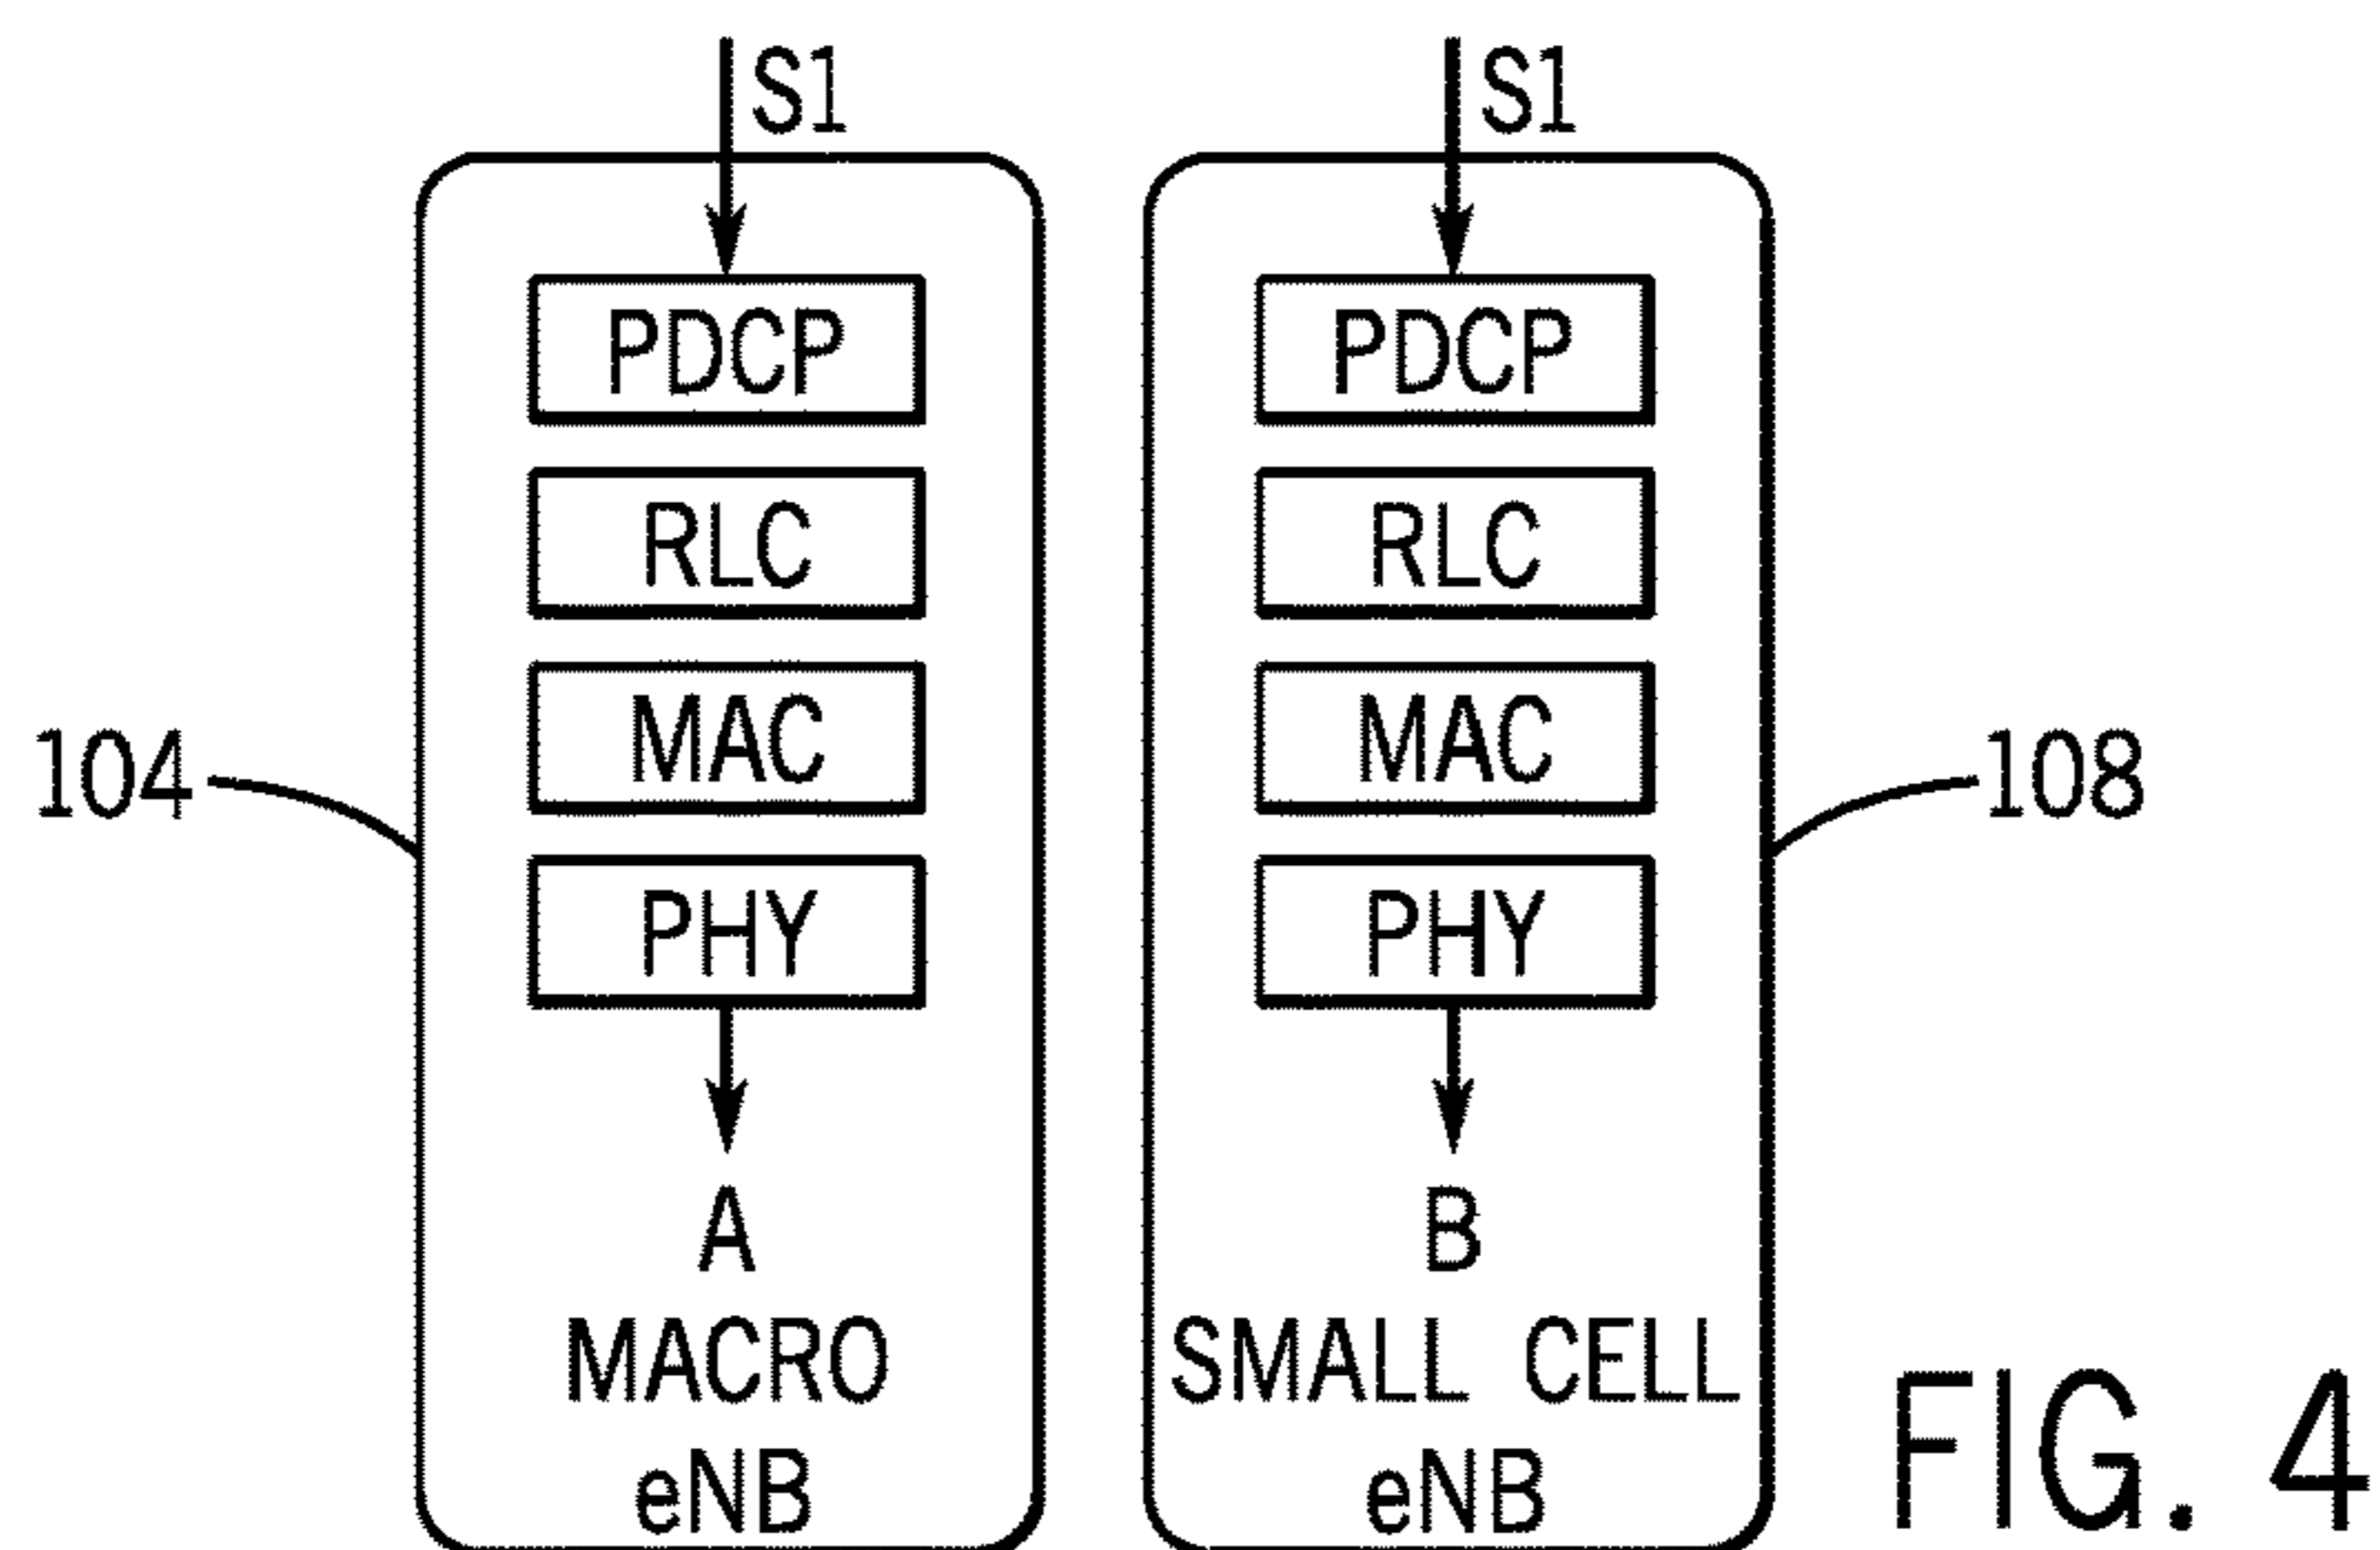 S1
PDCP
RLC
MAC
PHY
A
MACRO
eNB
104
S1
PDCP
RLC
MAC
PHY
B
SMALL CELL
eNB
108
FIG. 4